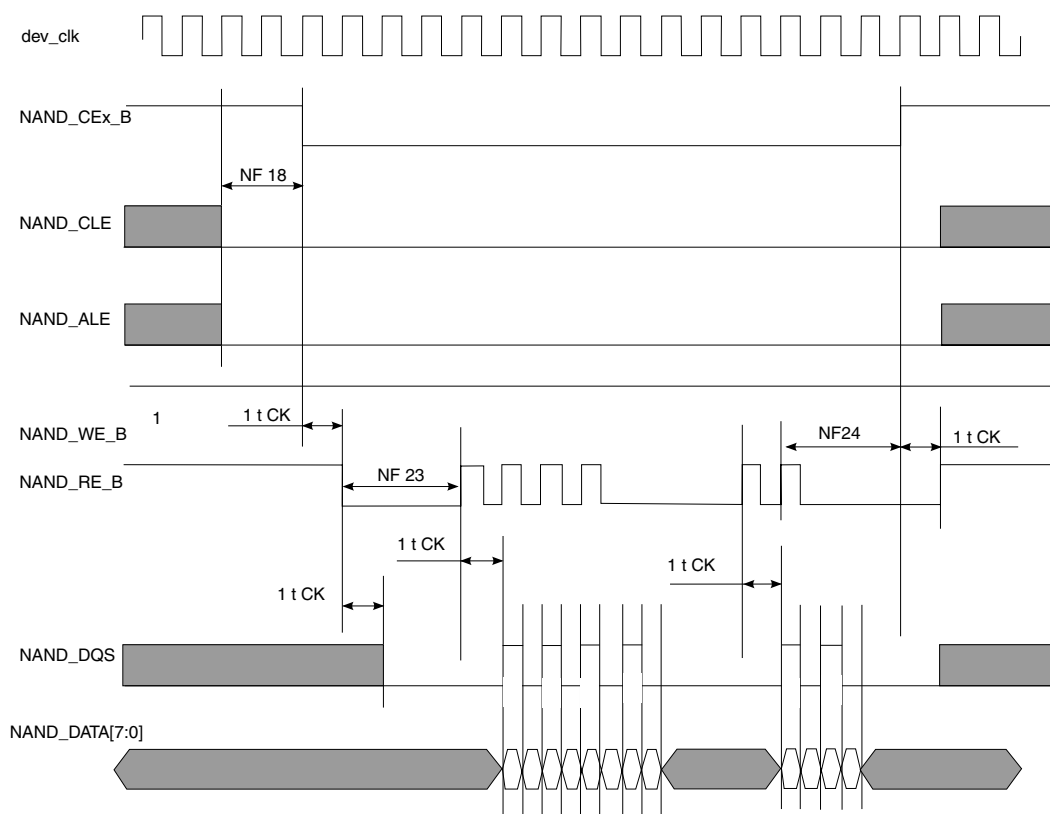 dev_clk
NAND_CEx_B
NF 18
NAND_CLE
NAND_ALE
1
1 t CK
NAND_WE_B
NF24
1 t CK
NF 23
NAND_RE_B
1 t CK
1 t CK
1 t CK
NAND_DQS
NAND_DATA[7:0]